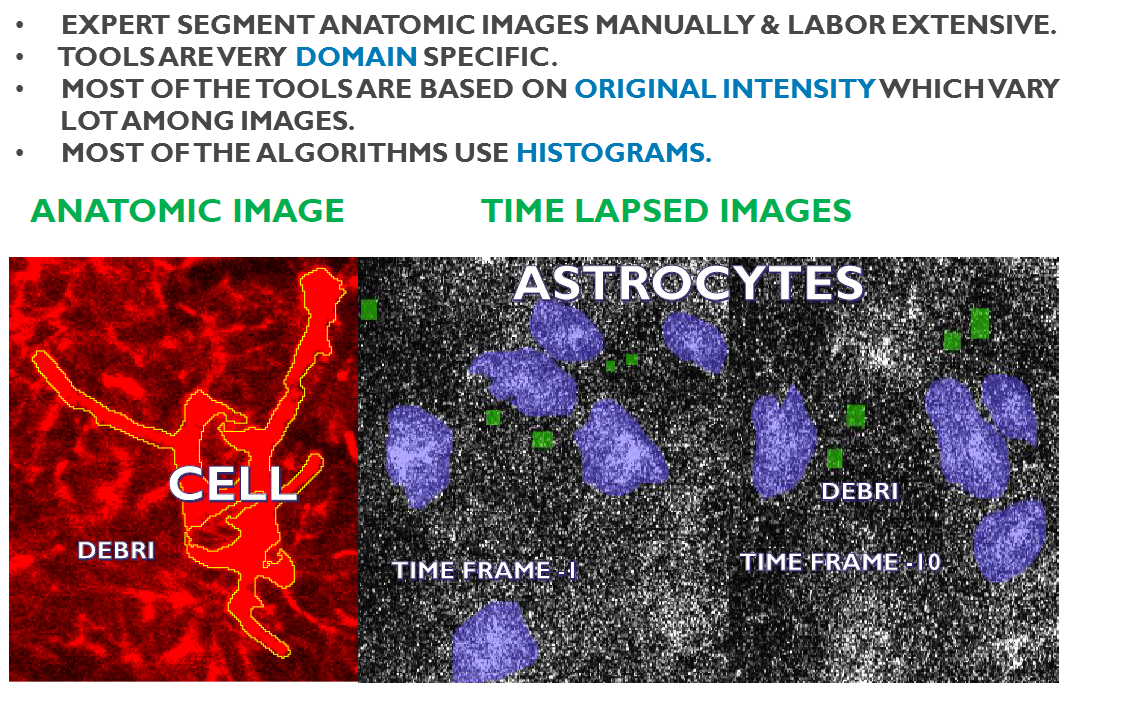 • EXPERT SEGMENT ANATOMIC IMAGES MANUALLY & LABOR EXTENSIVE.
• TOOLS ARE VERY DOMAIN SPECIFIC.
• MOST OF THE TOOLS ARE BASED ON ORIGINAL INTENSITY WHICH VARY
LOT AMONG IMAGES.
• MOST OF THE ALGORITHMS USE HISTOGRAMS.
ANATOMIC IMAGE
TIME LAPSED IMAGES
ASTROCYTES
CELL
DEBRI
DEBRI
TIME FRAME -1
TIME FRAME -10